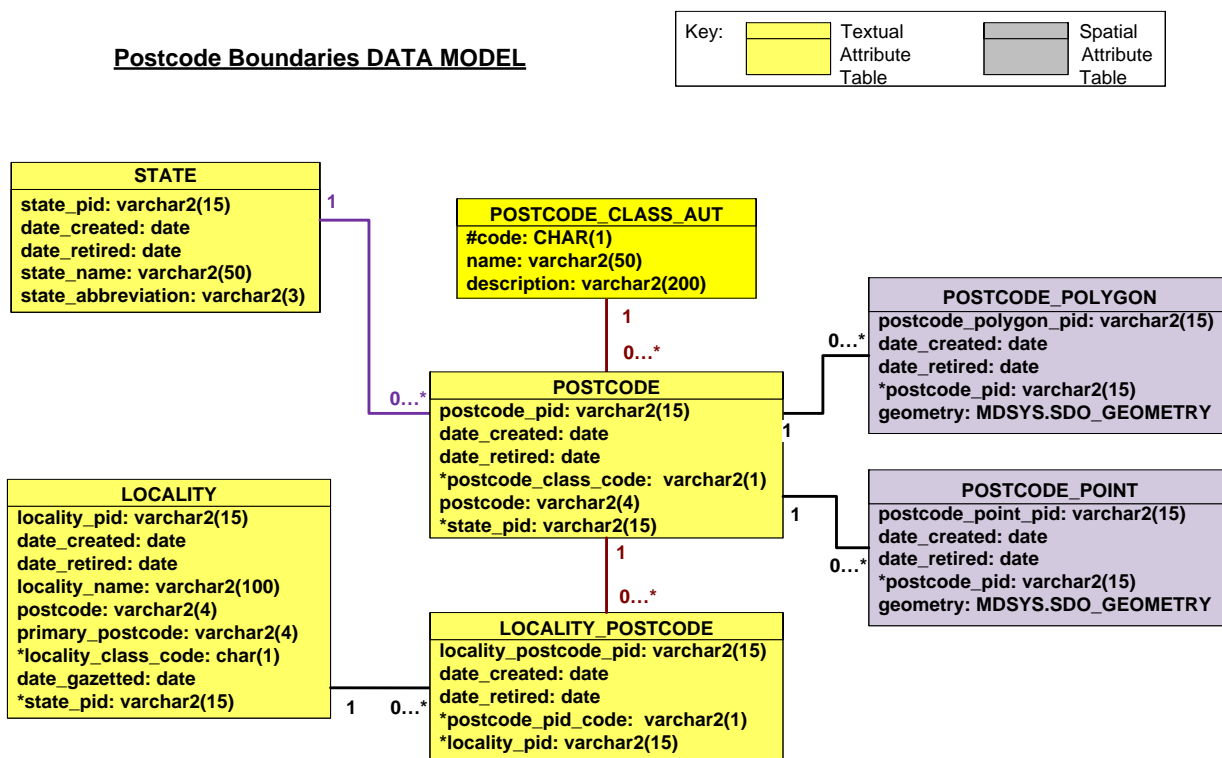 Postcode Boundaries DATA MODEL
Key:
Textual
Attribute
Table
Spatial
Attribute
Table
STATE
state_pid: varchar2(15)
date_created: date
date_retired: date
state_name: varchar2(50)
state_abbreviation: varchar2(3)
1
0...*
POSTCODE_CLASS_AUT
#code: CHAR(1)
name: varchar2(50)
description: varchar2(200)
1
0...*
POSTCODE_POLYGON
postcode_polygon_pid: varchar2(15)
date_created: date
date_retired: date
*postcode_pid: varchar2(15)
geometry: MDSYS.SDO_GEOMETRY
0...*
1
POSTCODE
postcode_pid: varchar2(15)
date_created: date
date_retired: date
*postcode_class_code:  varchar2(1)
postcode: varchar2(4)
*state_pid: varchar2(15)
1
0...*
POSTCODE_POINT
postcode_point_pid: varchar2(15)
date_created: date
date_retired: date
*postcode_pid: varchar2(15)
geometry: MDSYS.SDO_GEOMETRY
1
0...*
LOCALITY
locality_pid: varchar2(15)
date_created: date
date_retired: date
locality_name: varchar2(100)
postcode: varchar2(4)
primary_postcode: varchar2(4)
*locality_class_code: char(1)
date_gazetted: date
*state_pid: varchar2(15)
1
0...*
LOCALITY_POSTCODE
locality_postcode_pid: varchar2(15)
date_created: date
date_retired: date
*postcode_pid_code:  varchar2(1)
*locality_pid: varchar2(15)